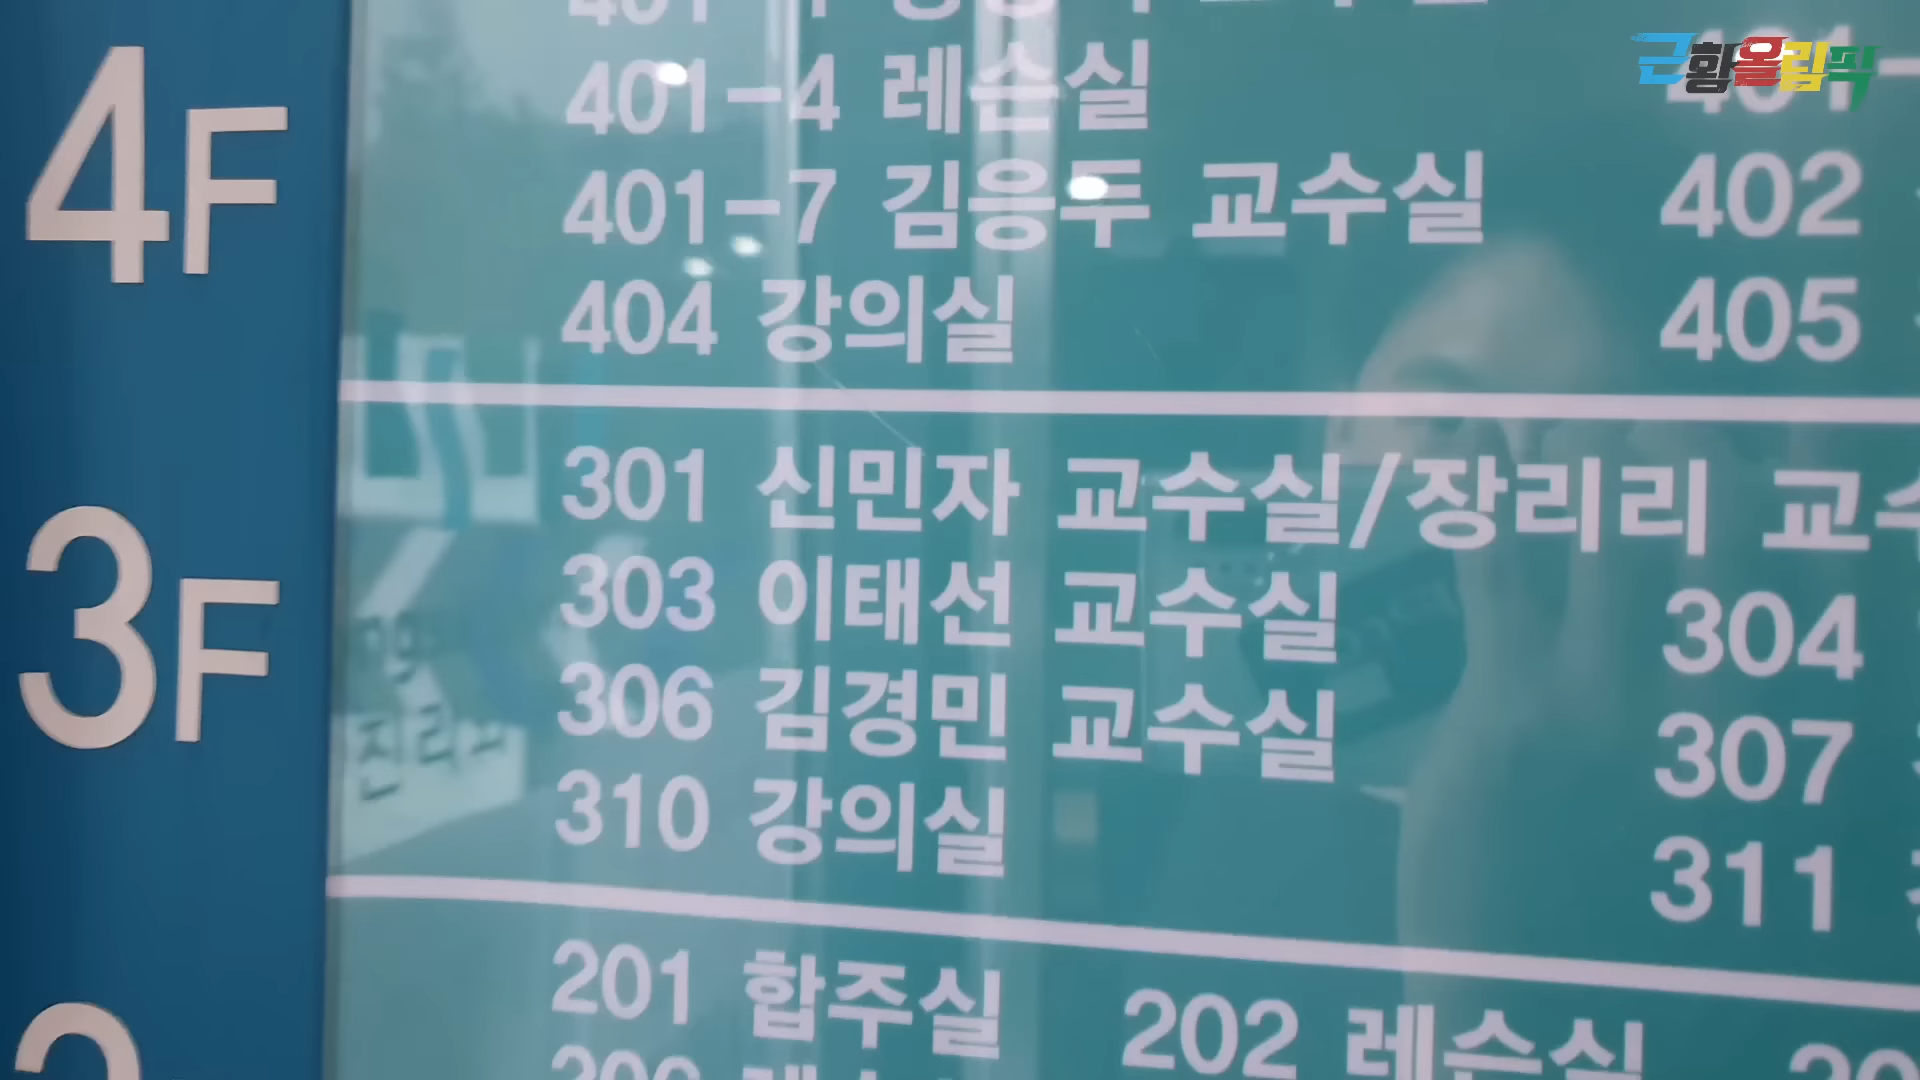 근황올림픽
4F
401-4 레슨실
401-7 김응두 교수실 402
404 강의실 405
3F
301 신민자 교수실/장리리
303 이태선 교수실 304
306 김경민 교수실 307
310 강의실 311
201 합주실 202 레슨실